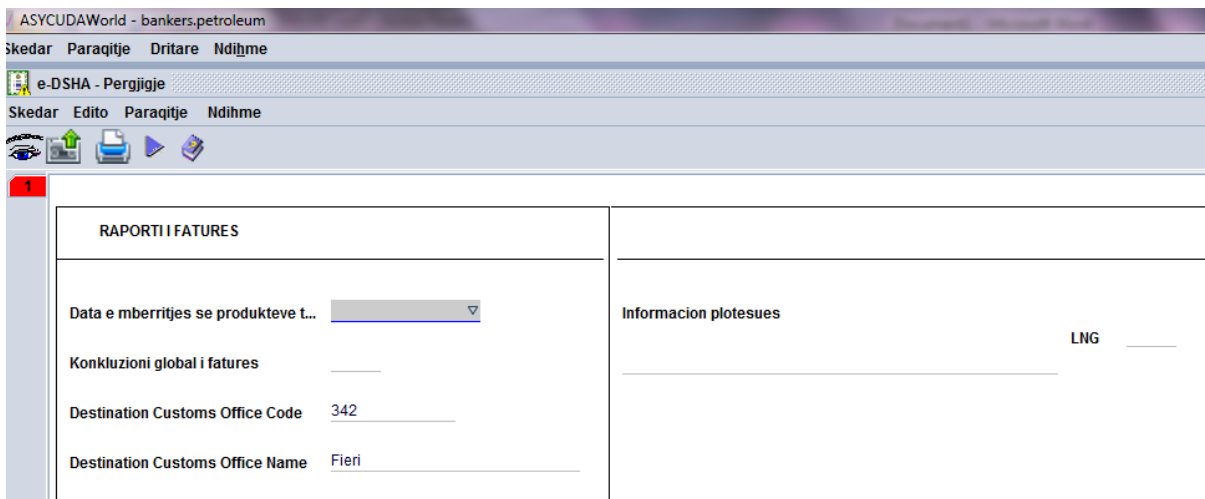 ASYCUDAWorld - bankers.petroleum
Skedar Paraqitje Dritare Ndihme
e-DSHA - Pergjigje
Skedar Edito Paraqitje Ndihme
1
RAPORTI I FATURES
Data e mberritjes se produkteve t...
Informacion plotesues
LNG
Konkluzioni global i fatures
Destination Customs Office Code 342
Destination Customs Office Name Fieri